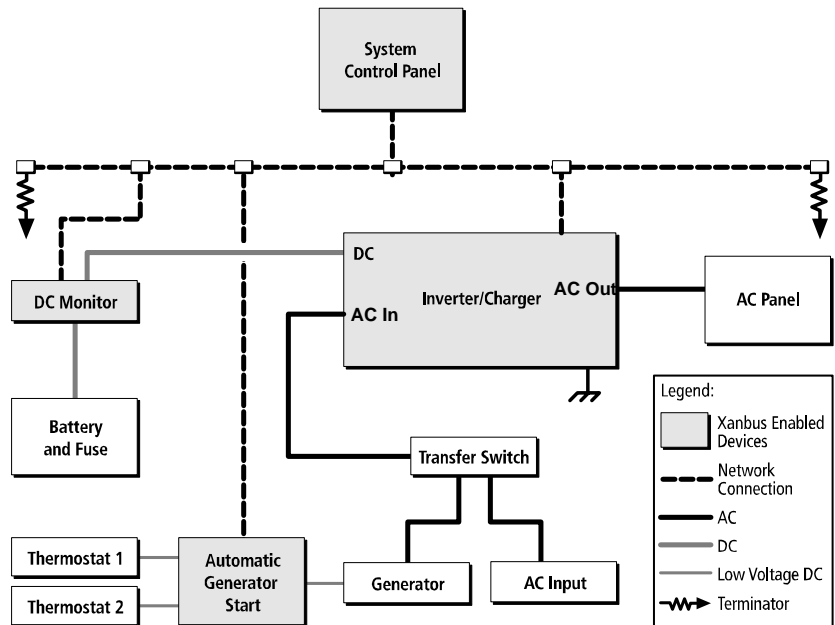 System
Control Panel
DC
AC In
Inverter/Charger
AC Out
AC Panel
DC Monitor
Battery
and Fuse
Transfer Switch
Thermostat 1
Thermostat 2
Automatic
Generator
Start
Generator
AC Input
Legend:
Xanbus Enabled
Devices
Network
Connection
AC
DC
Low Voltage DC
Terminator